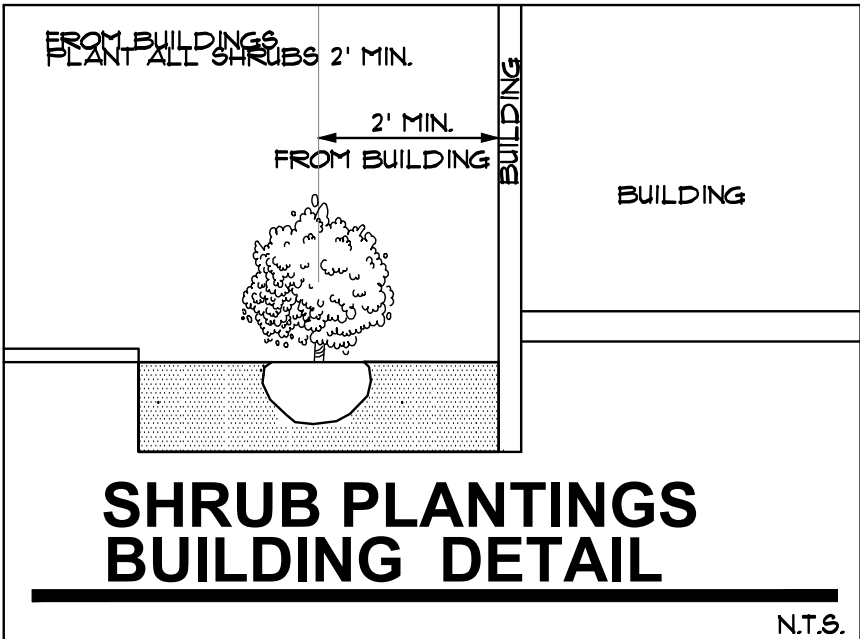 FROM BUILDINGS
PLANT ALL SHRUBS 2' MIN.
2' MIN.
FROM BUILDING
BUILDING
BUILDING
SHRUB PLANTINGS
BUILDING DETAIL
N.T.S.